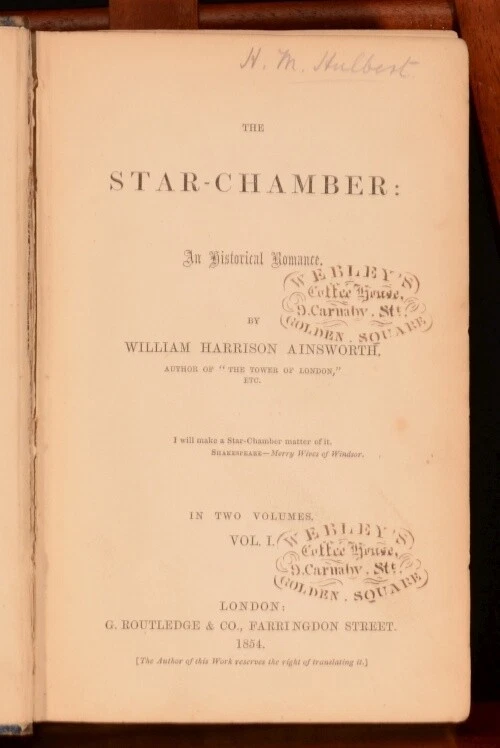 H. M. Hulbert
THE
STAR-CHAMBER:
An Historical Romance.
WEBLEY'S
Coffee House,
9. Carnaby. St!
GOLDEN. SQUARE
BY
WILLIAM HARRISON AINSWORTH,
AUTHOR OF "THE TOWER OF LONDON,"
ETC.
I will make a Star-Chamber matter of it.
SHAKESPEARE—Merry Wives of Windsor.
IN TWO VOLUMES.
VOL. I.
WEBLEY'S
Coffee House,
9. Carnaby. St!
GOLDEN. SQUARE
LONDON:
G. ROUTLEDGE & CO., FARRINGDON STREET.
1854.
[The Author of this Work reserves the right of translating it.]